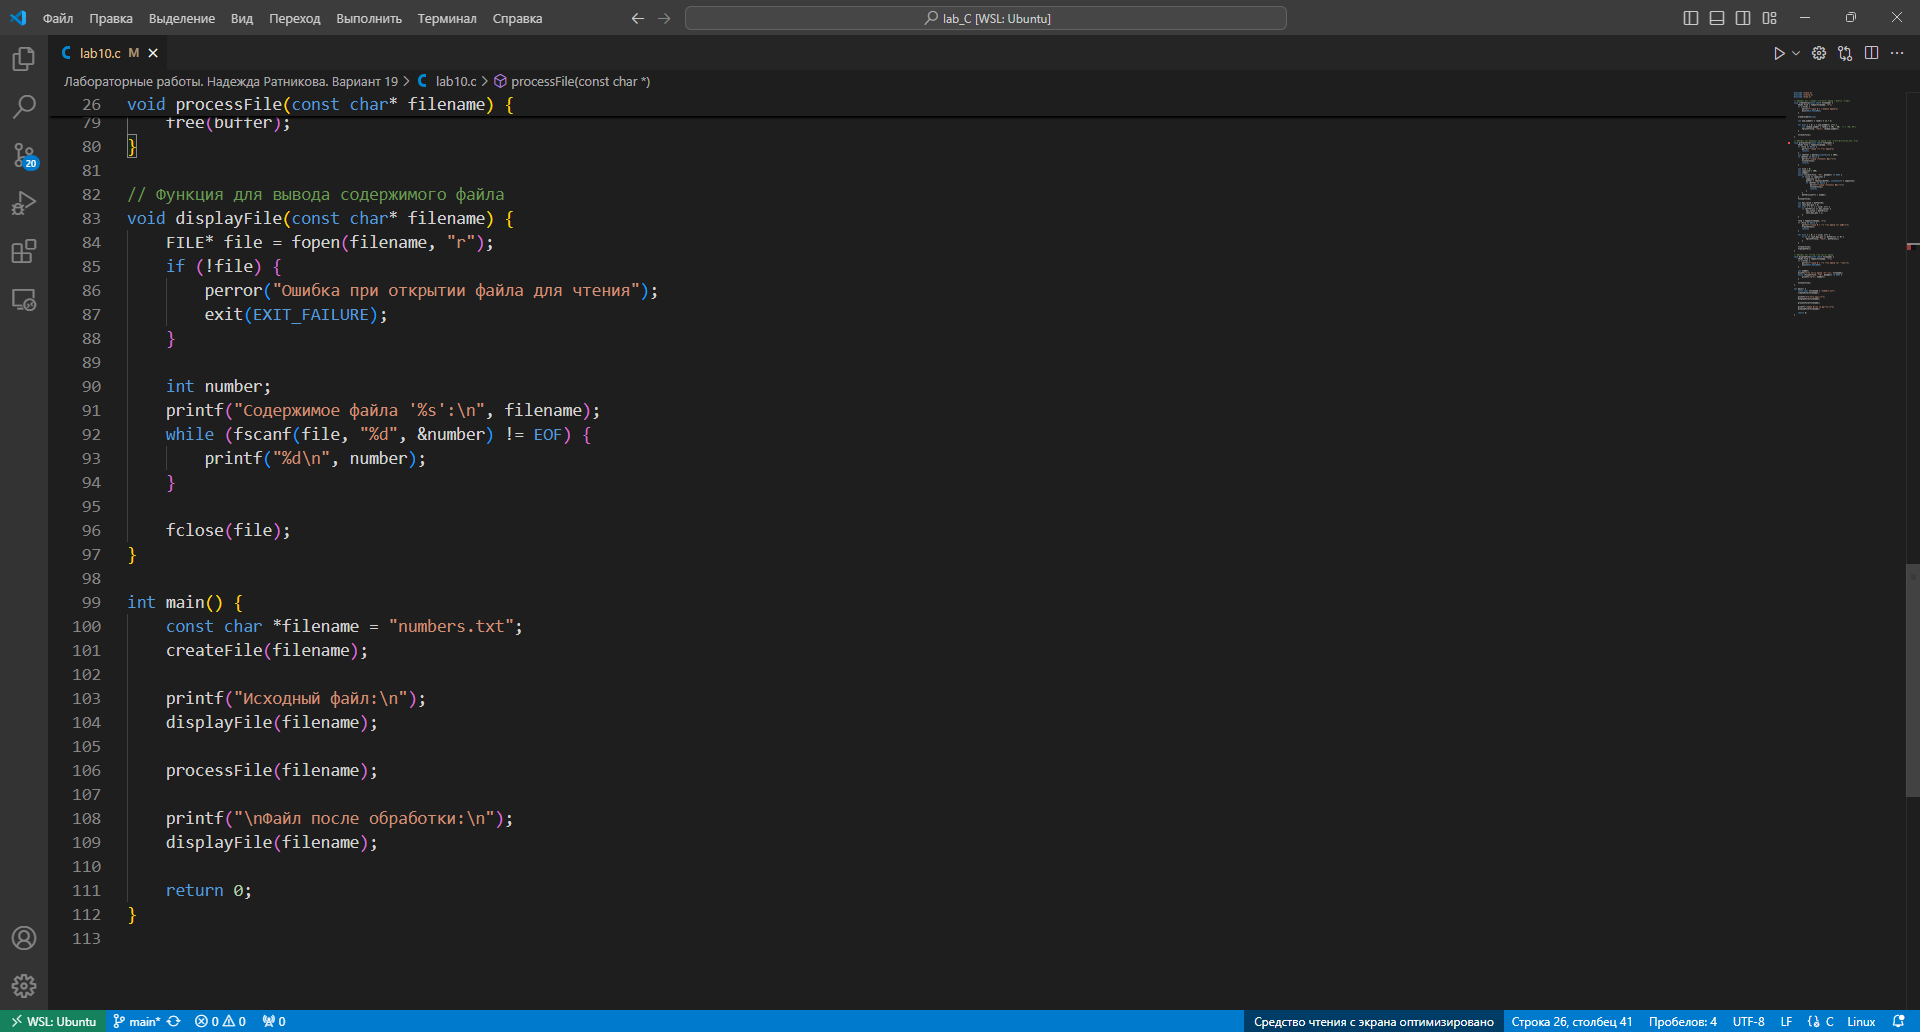 Файл Правка Выделение Вид Переход Выполнить Терминал Справка
lab_C [WSL: Ubuntu]
lab10.c M
Лабораторные работы. Надежда Ратникова. Вариант 19 > C lab10.c > processFile(const char *)
26 void processFile(const char* filename) {
79 free(buffer);
80 }
81
82 // Функция для вывода содержимого файла
83 void displayFile(const char* filename) {
84 FILE* file = fopen(filename, "r");
85 if (!file) {
86 perror("Ошибка при открытии файла для чтения");
87 exit(EXIT_FAILURE);
88 }
89
90 int number;
91 printf("Содержимое файла '%s':\n", filename);
92 while (fscanf(file, "%d", &number) != EOF) {
93 printf("%d\n", number);
94 }
95
96 fclose(file);
97 }
98
99 int main() {
100 const char *filename = "numbers.txt";
101 createFile(filename);
102
103 printf("Исходный файл:\n");
104 displayFile(filename);
105
106 processFile(filename);
107
108 printf("\nФайл после обработки:\n");
109 displayFile(filename);
110
111 return 0;
112 }
113
20
WSL: Ubuntu main* 0 0 0 Средство чтения с экрана оптимизировано Строка 26, столбец 41 Пробелов: 4 UTF-8 LF C Linux